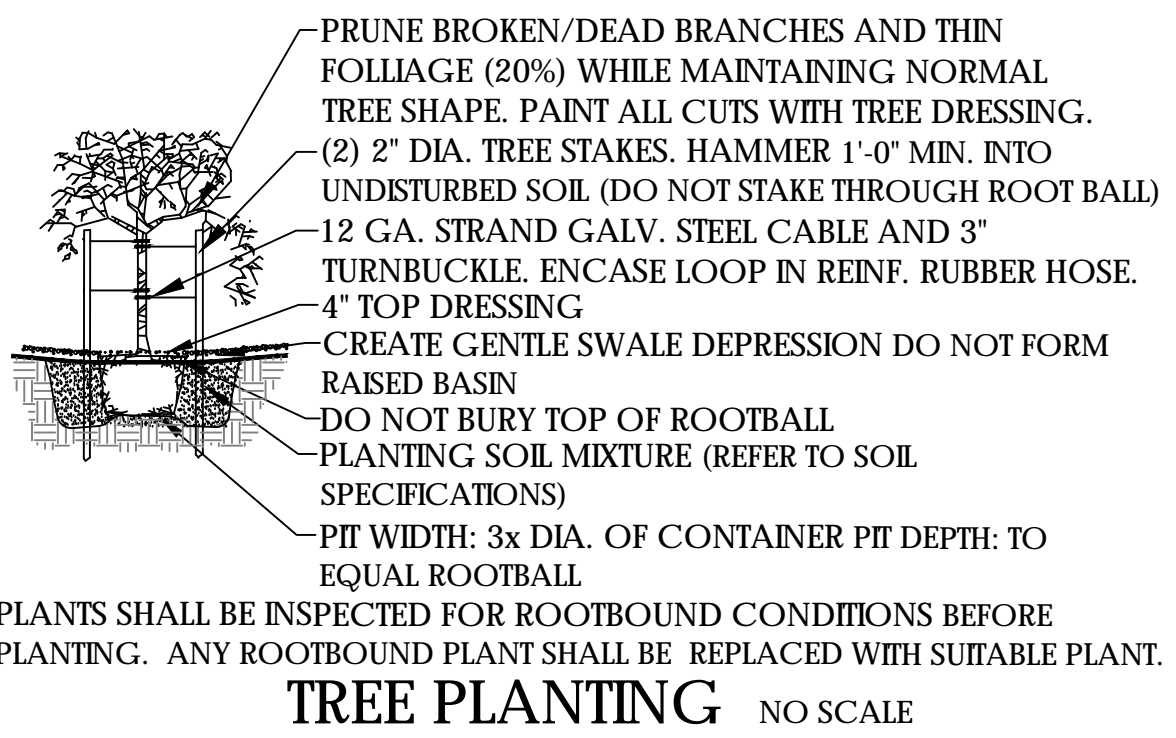 PRUNE BROKEN/DEAD BRANCHES AND THIN
FOLLIAGE (20%) WHILE MAINTAINING NORMAL
TREE SHAPE. PAINT ALL CUTS WITH TREE DRESSING.
(2) 2" DIA. TREE STAKES. HAMMER 1'-0" MIN. INTO
UNDISTURBED SOIL (DO NOT STAKE THROUGH ROOT BALL)
12 GA. STRAND GALV. STEEL CABLE AND 3"
TURNBUCKLE. ENCASE LOOP IN REINF. RUBBER HOSE.
4" TOP DRESSING
CREATE GENTLE SWALE DEPRESSION DO NOT FORM
RAISED BASIN
DO NOT BURY TOP OF ROOTBALL
PLANTING SOIL MIXTURE (REFER TO SOIL
SPECIFICATIONS)
PIT WIDTH: 3x DIA. OF CONTAINER PIT DEPTH: TO
EQUAL ROOTBALL
PLANTS SHALL BE INSPECTED FOR ROOTBOUND CONDITIONS BEFORE
PLANTING. ANY ROOTBOUND PLANT SHALL BE REPLACED WITH SUITABLE PLANT.
TREE PLANTING NO SCALE